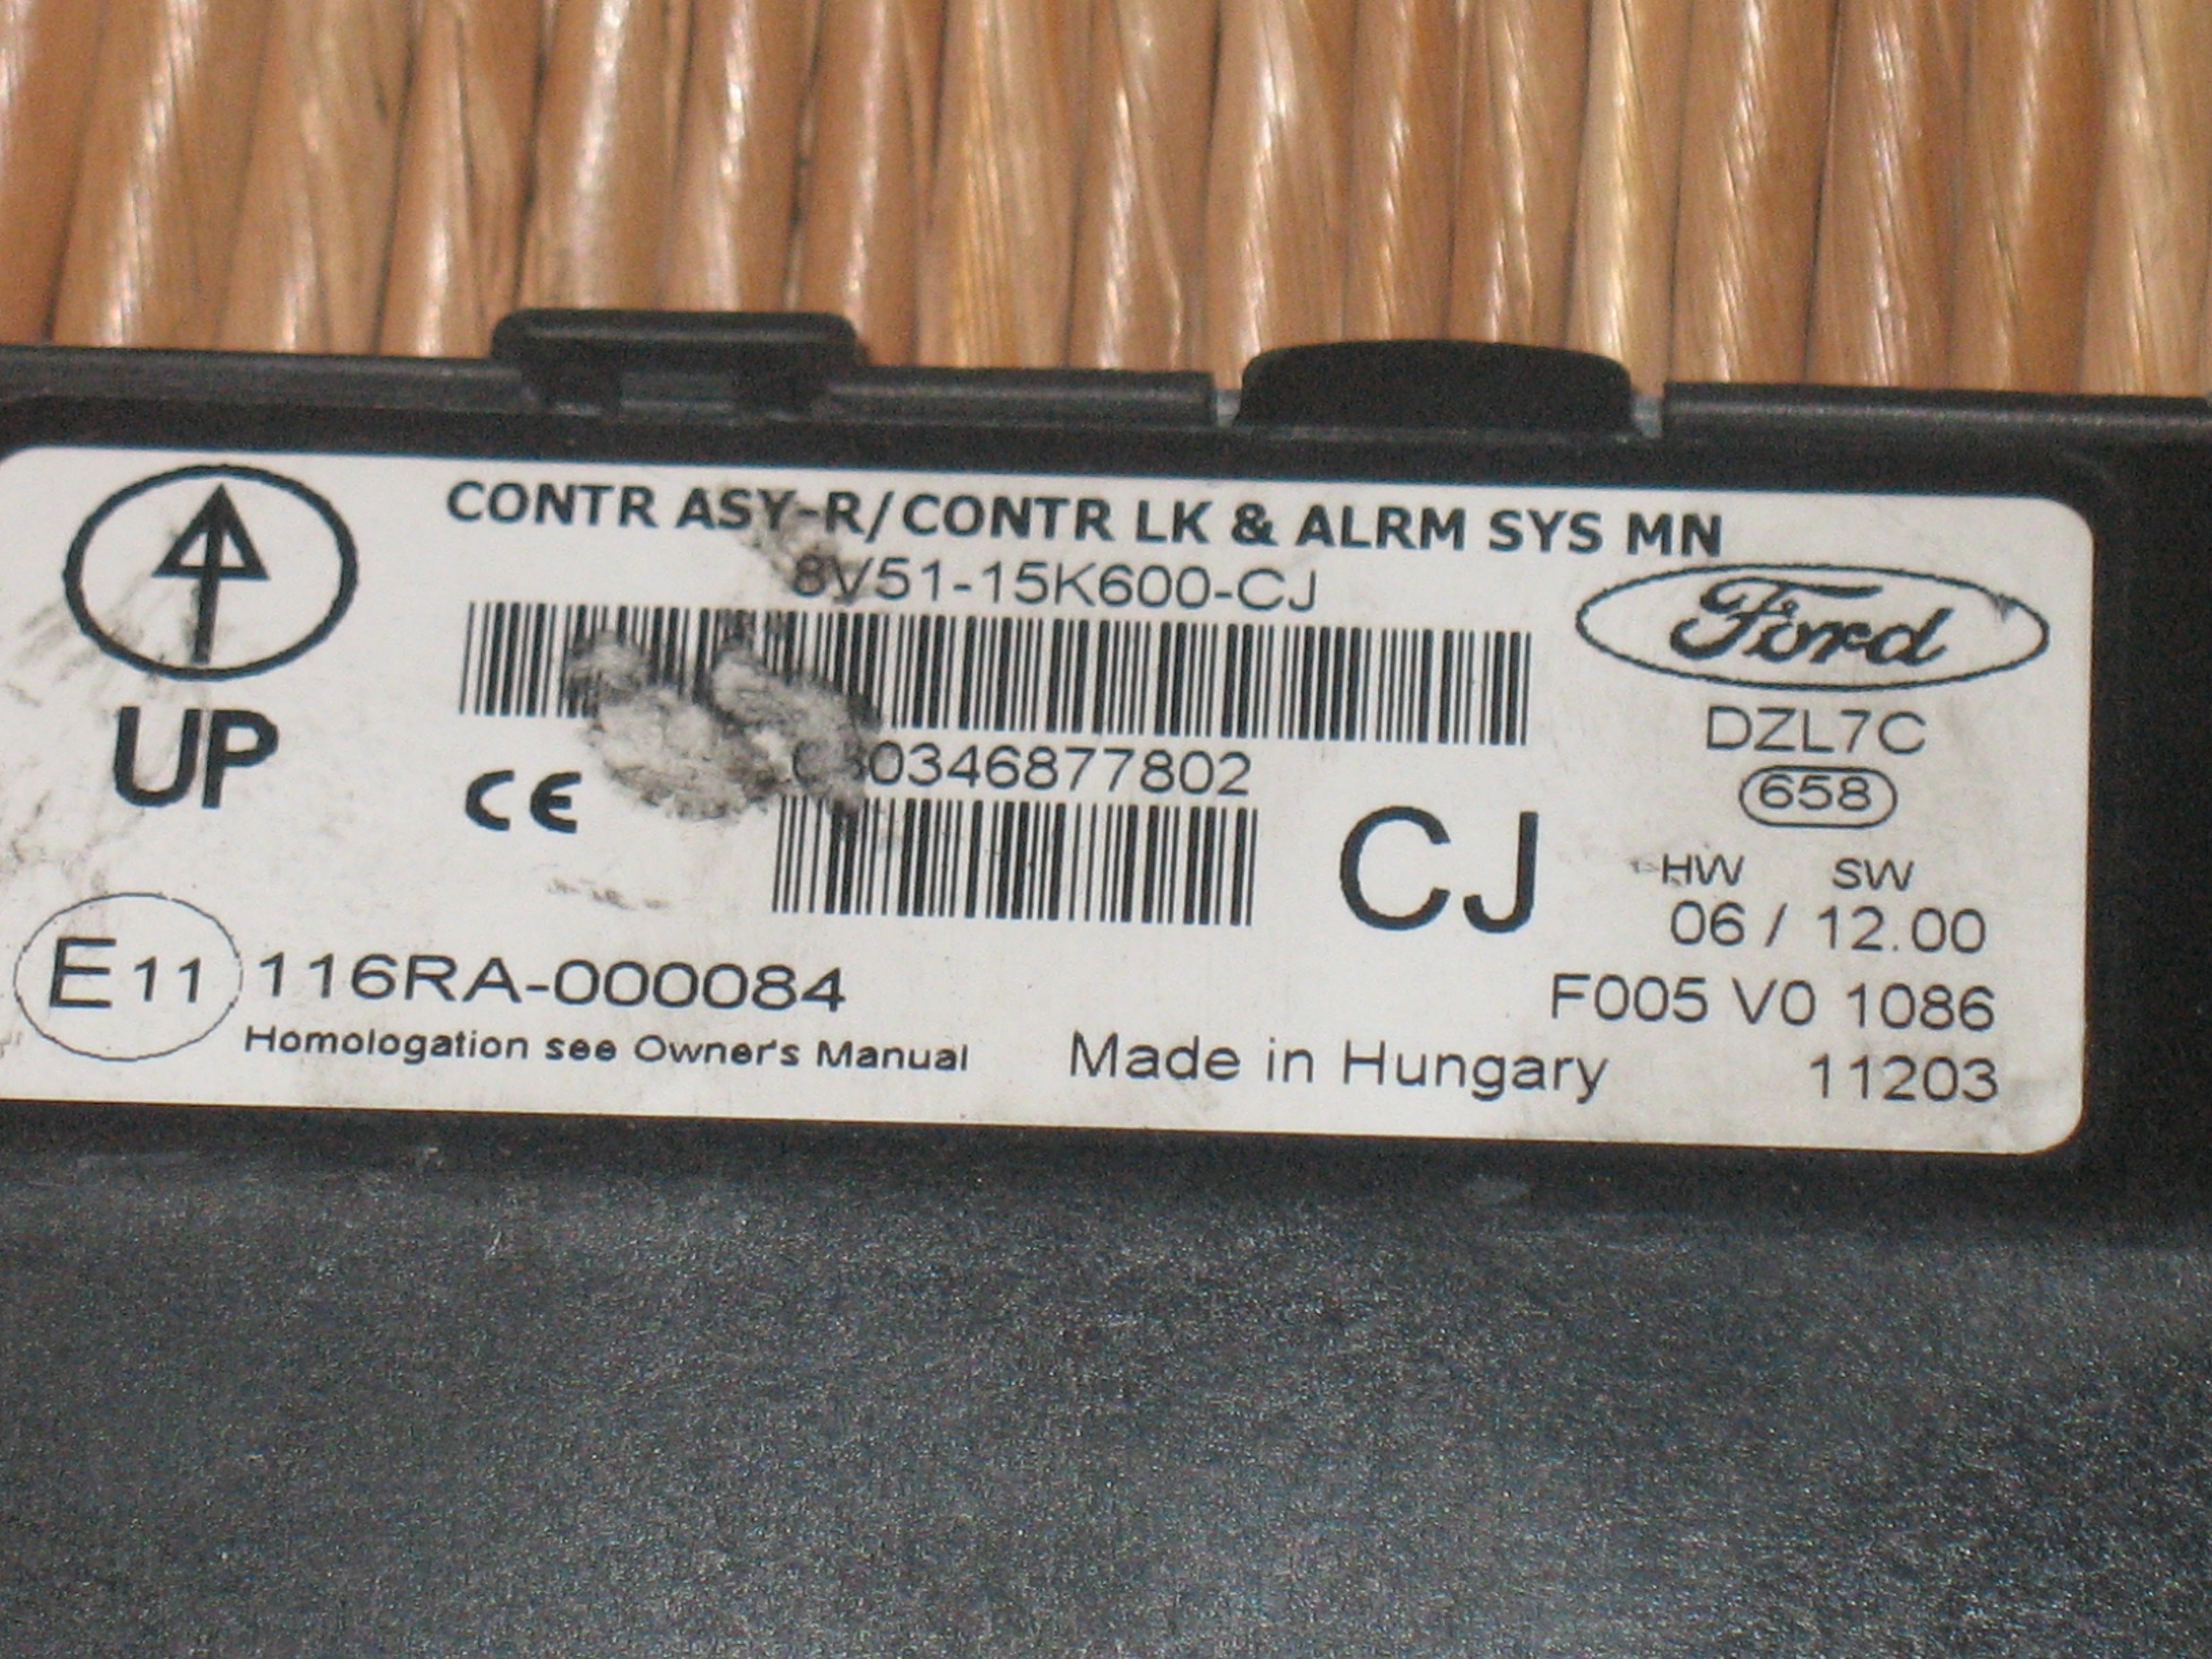 CONTR ASY-R/CONTR LK & ALRM SYS MN
8V51-15K600-CJ
Ford
UP
DZL7C
658
CE
CJ
HW SW
06 / 12.00
E11 116RA-000084
F005 V0 1086
Homologation see Owner's Manual
Made in Hungary
11203